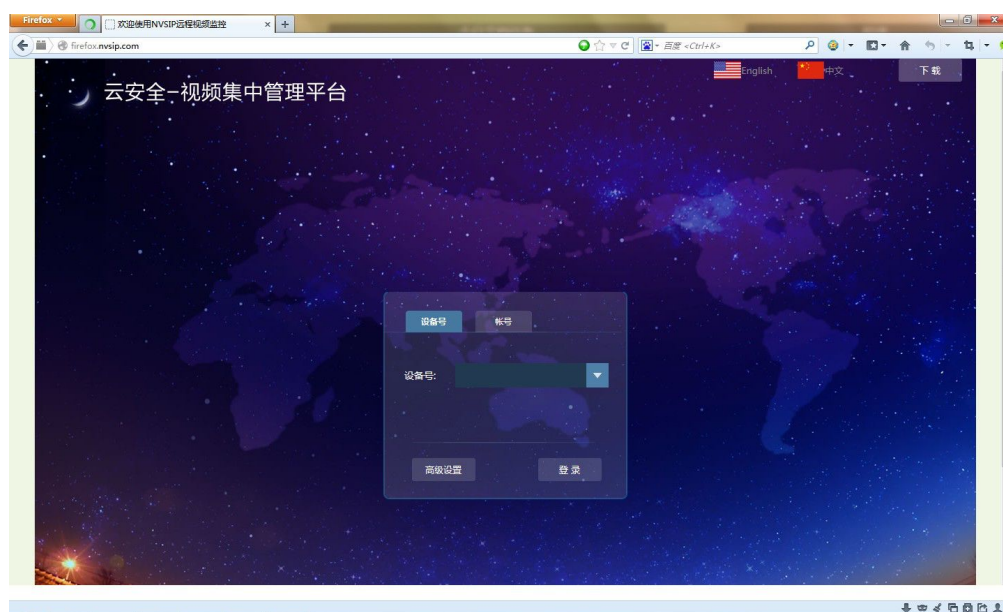 Firefox
欢迎使用NVSIP远程视频监控
firefox.nvsip.com
百度 <Ctrl+K>
English
中文
下载
云安全-视频集中管理平台
设备号
帐号
设备号:
高级设置
登录